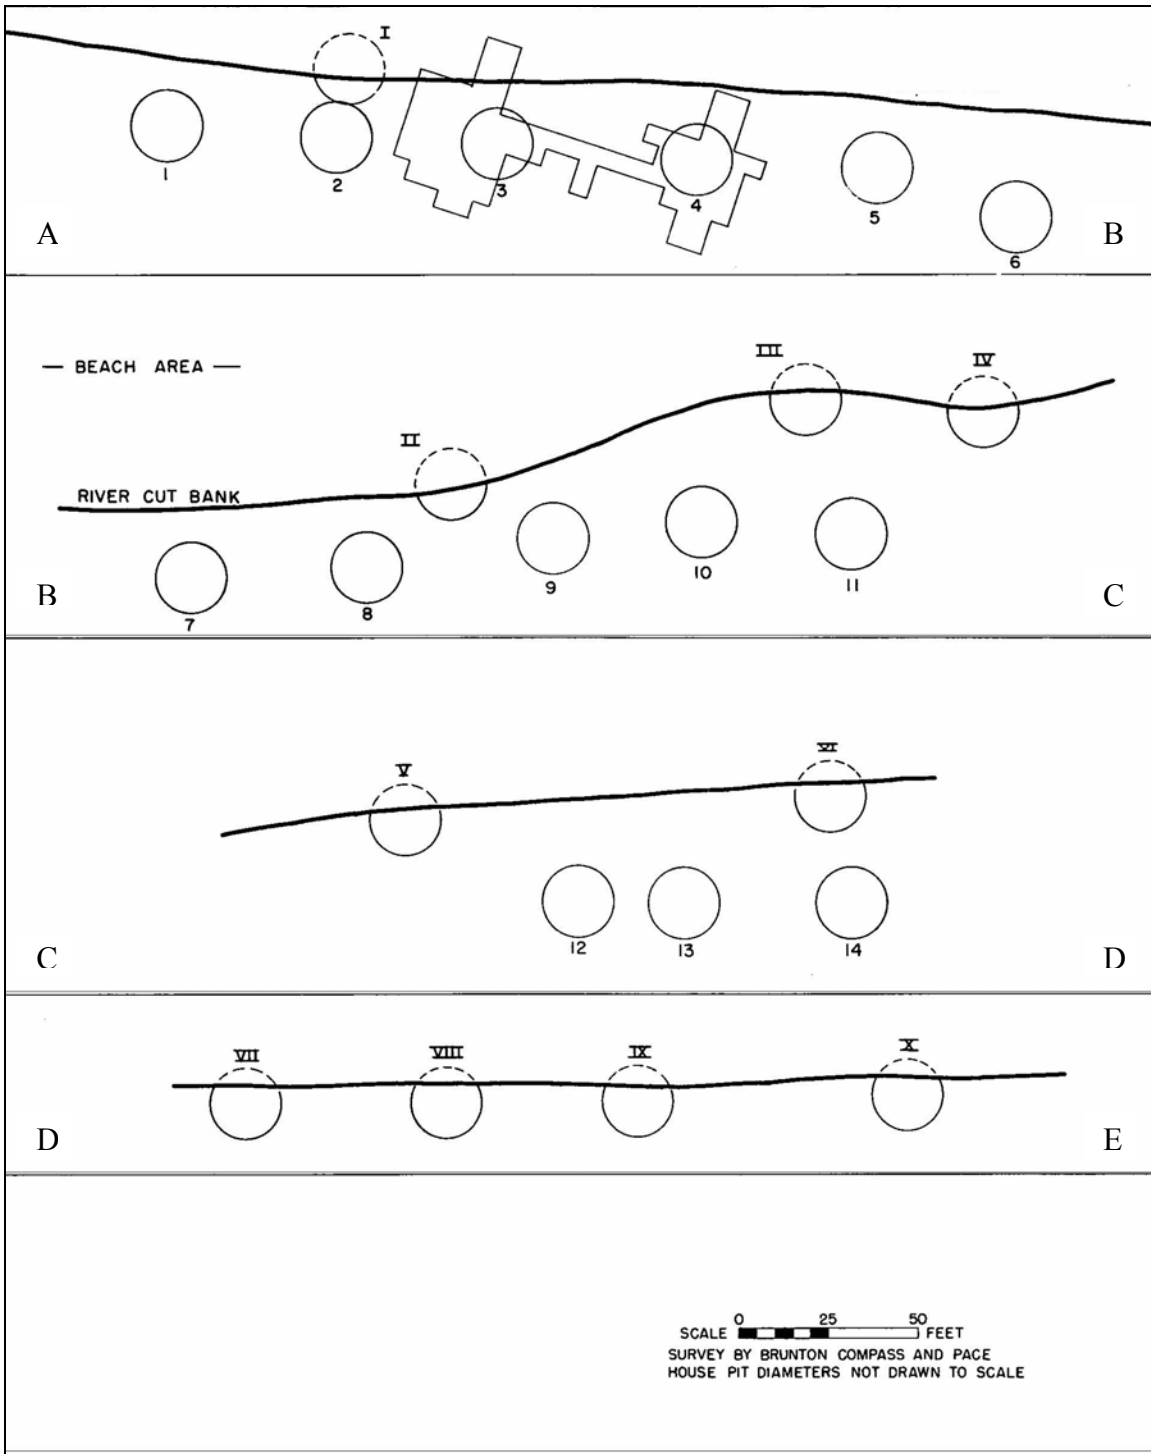 I
1
2
3
4
5
6
A
B
— BEACH AREA —
III
IV
II
RIVER CUT BANK
7
8
9
10
11
B
C
V
VI
12
13
14
C
D
VII
VIII
IX
X
D
E
0 25 50
SCALE FEET
SURVEY BY BRUNTON COMPASS AND PACE
HOUSE PIT DIAMETERS NOT DRAWN TO SCALE